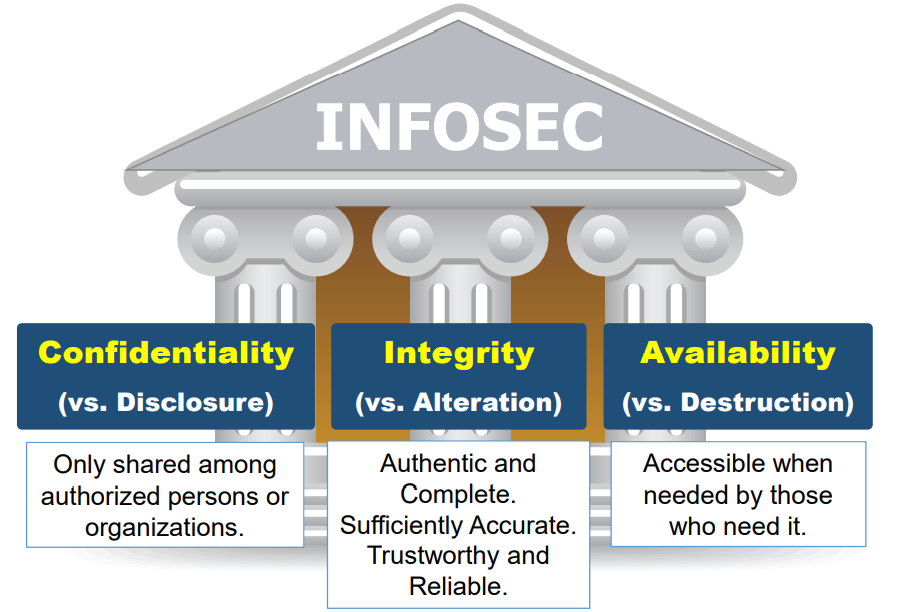 INFOSEC
Confidentiality
(vs. Disclosure)
Only shared among
authorized persons or
organizations.
Integrity
(vs. Alteration)
Authentic and
Complete.
Sufficiently Accurate.
Trustworthy and
Reliable.
Availability
(vs. Destruction)
Accessible when
needed by those
who need it.